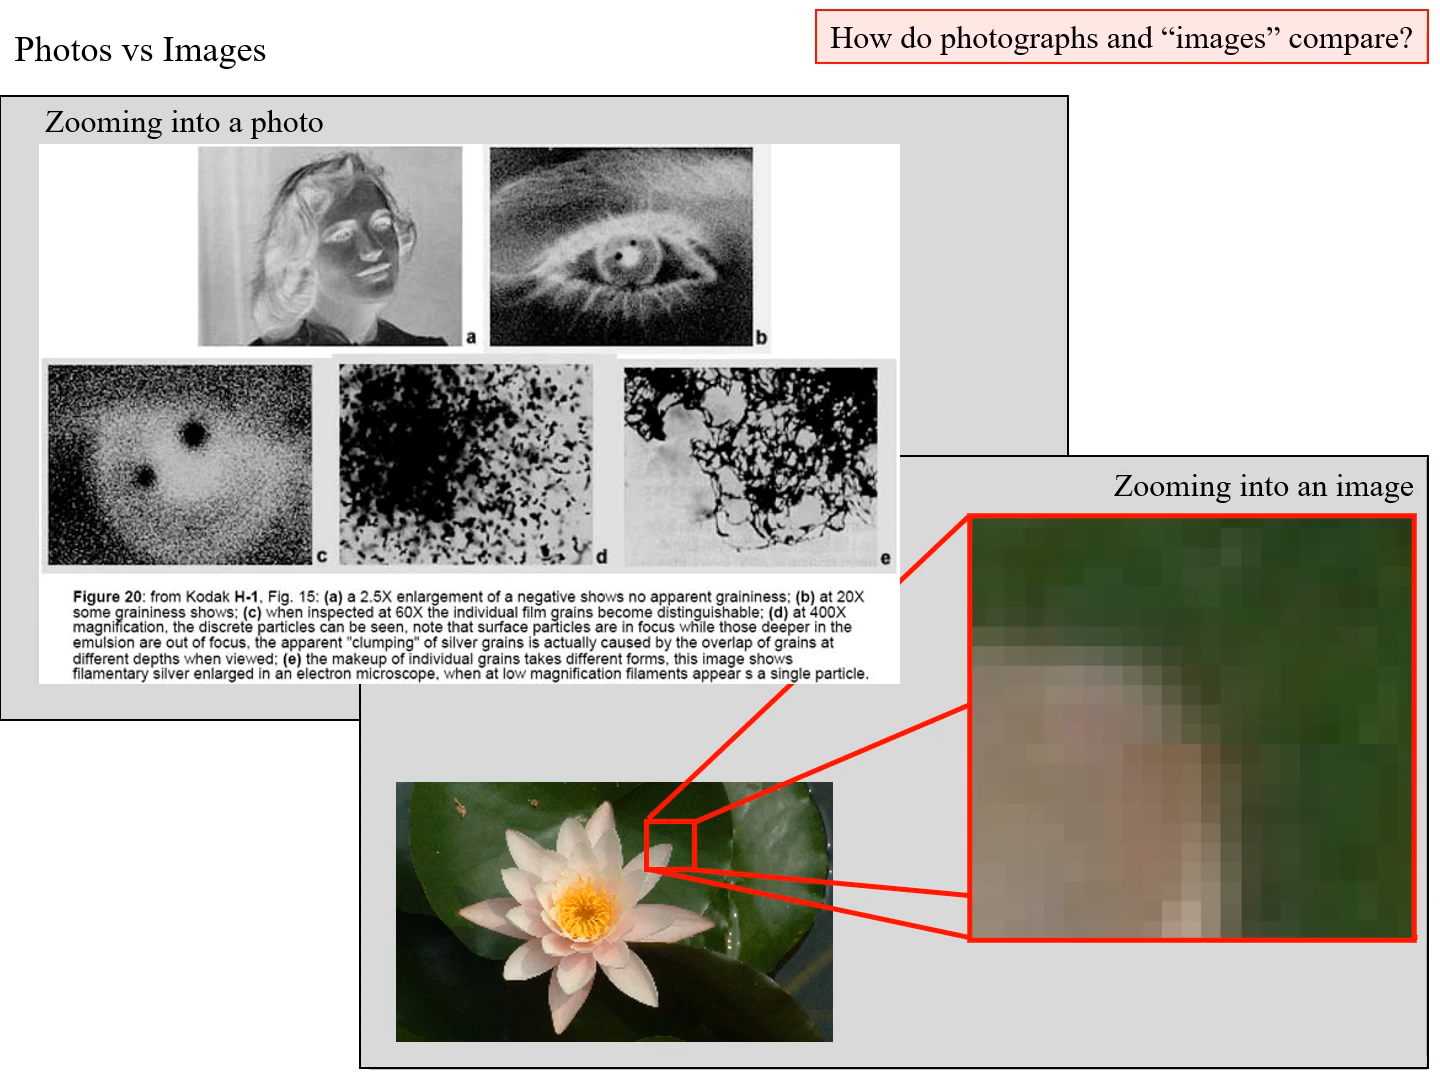 Photos vs Images
How do photographs and “images” compare?
Zooming into a photo
a
b
c
d
e
Figure 20: from Kodak H-1, Fig. 15: (a) a 2.5X enlargement of a negative shows no apparent graininess; (b) at 20X
some graininess shows; (c) when inspected at 60X the individual film grains become distinguishable; (d) at 400X
magnification, the discrete particles can be seen, note that surface particles are in focus while those deeper in the
emulsion are out of focus, the apparent "clumping" of silver grains is actually caused by the overlap of grains at
different depths when viewed; (e) the makeup of individual grains takes different forms, this image shows
filamentary silver enlarged in an electron microscope, when at low magnification filaments appear s a single particle.
Zooming into an image